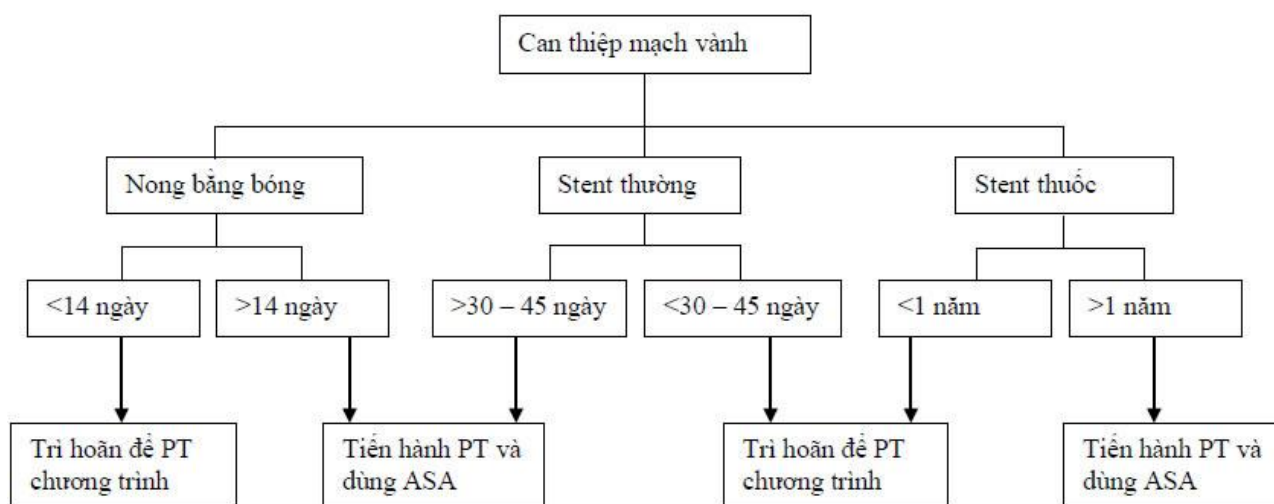 Can thiệp mạch vành
Nong bằng bóng
Stent thường
Stent thuốc
<14 ngày
>14 ngày
>30 – 45 ngày
<30 – 45 ngày
<1 năm
>1 năm
Trì hoãn để PT
chương trình
Tiến hành PT và
dùng ASA
Trì hoãn để PT
chương trình
Tiến hành PT và
dùng ASA